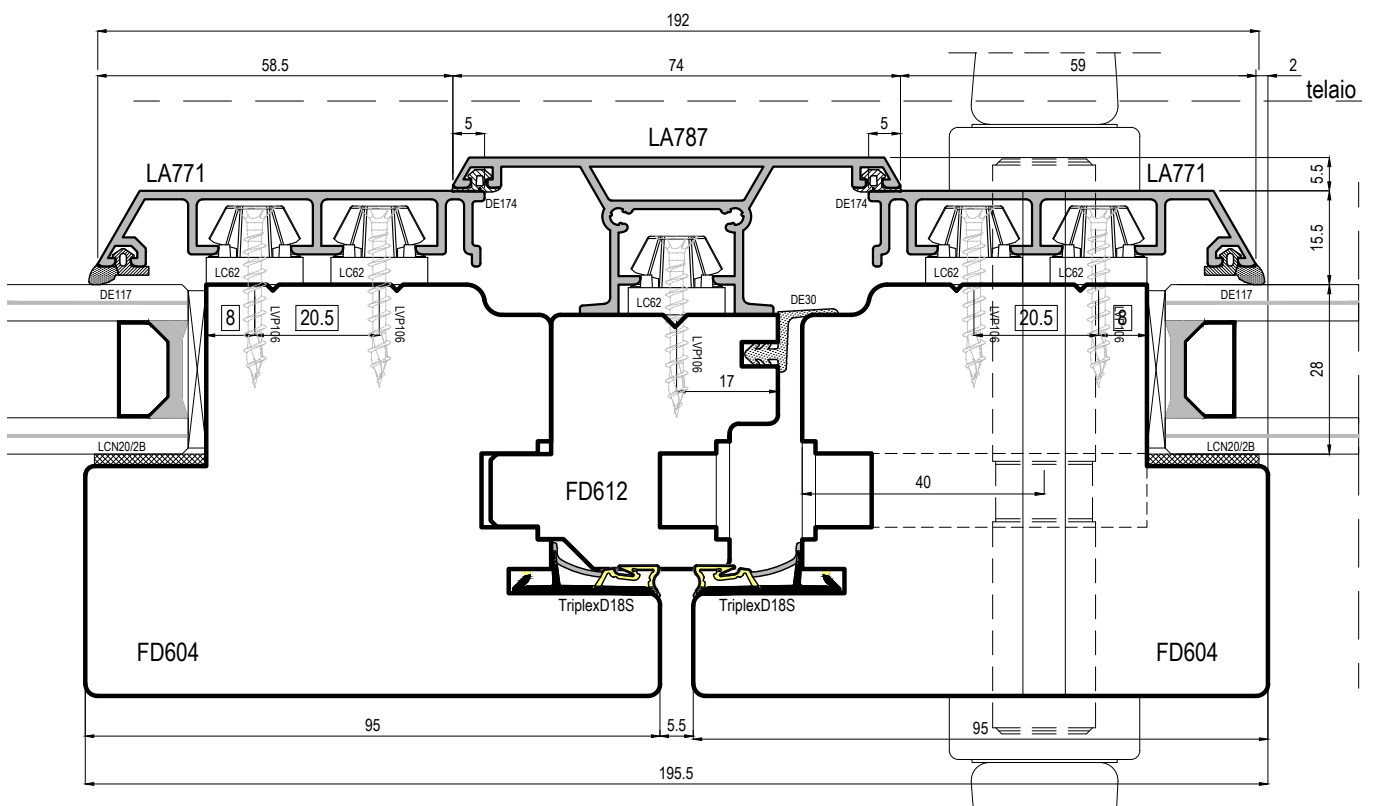 192
58.5 74 59 2
telaio
5 LA787 5
LA771 LA771 5.5
DE174 DE174
15.5
LC62 LC62 LC62 LC62
DE117 LC62 DE30 DE117
8 20.5 20.5 8
LVP106 LVP106 LVP106 LVP106 LVP106
17 28
LCN20/2B LCN20/2B
FD612 40
TriplexD18S TriplexD18S
FD604 FD604
95 5.5 95
195.5